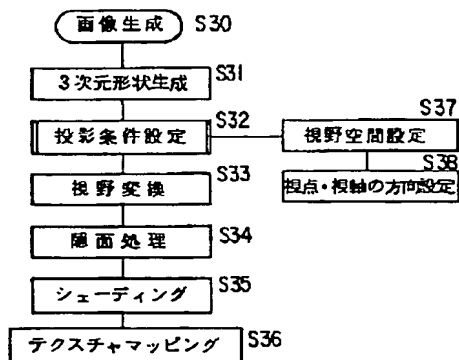 画像生成 S30
3次元形状生成 S31
投影条件設定 S32
視野空間設定 S37
視点・視軸の方向設定 S38
視野変換 S33
隠面処理 S34
シェーディング S35
テクスチャマッピング S36